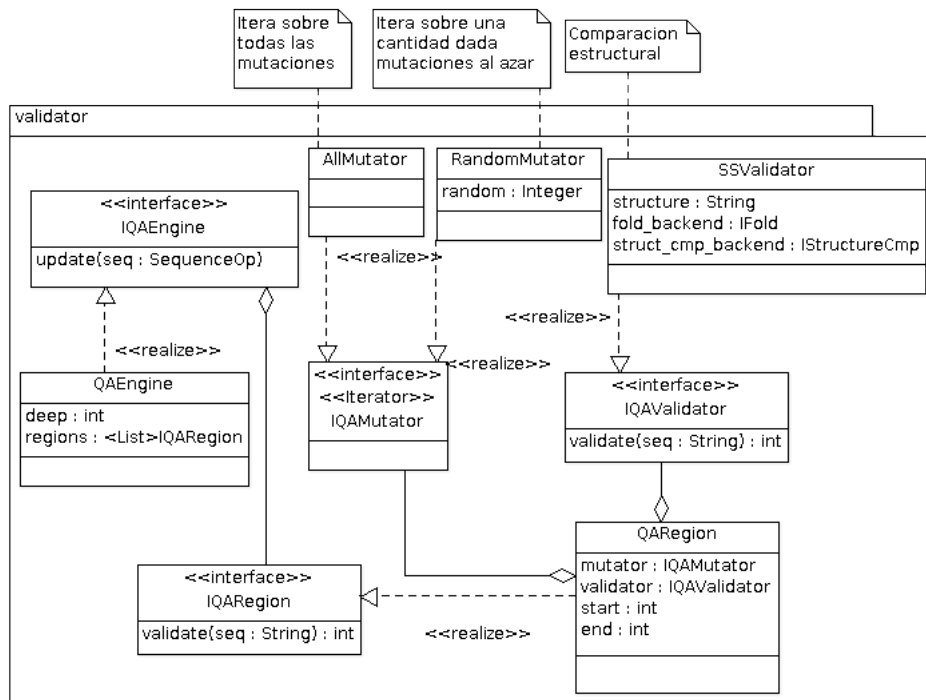 Itera sobre
todas las
mutaciones
Itera sobre una
cantidad dada
mutaciones al azar
Comparacion
estructural
validator
AllMutator
RandomMutator
random : Integer
SSValidator
structure : String
fold_backend : IFold
struct_cmp_backend : IStructureCmp
<<interface>>
IQAEngine
update(seq : SequenceOp)
<<realize>>
<<realize>>
<<realize>>
<<realize>>
QAEngine
deep : int
regions : <List>IQARegion
<<interface>>
<<Iterator>>
IQAMutator
<<interface>>
IQAValidator
validate(seq : String) : int
QARegion
mutator : IQAMutator
validator : IQAValidator
start : int
end : int
<<interface>>
IQARegion
validate(seq : String) : int
<<realize>>